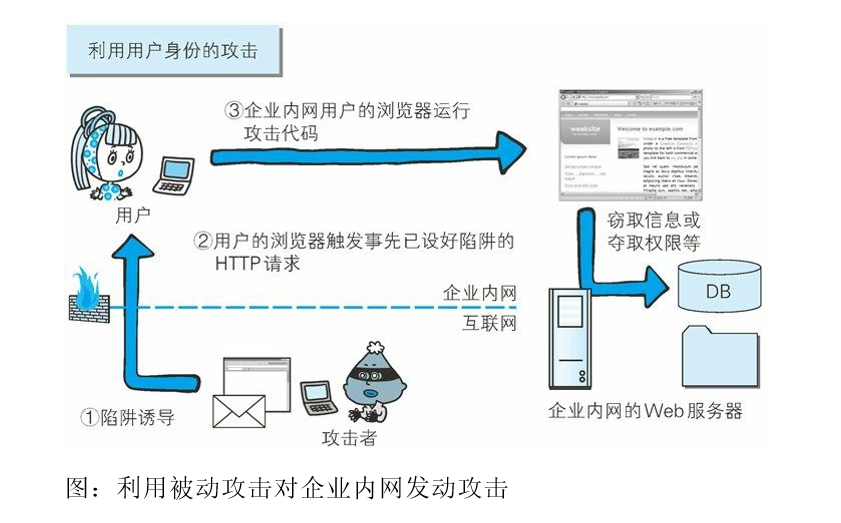 利用用户身份的攻击
③企业内网用户的浏览器运行
攻击代码
weaksite
Welcome to example.com
用户
窃取信息或
夺取权限等
②用户的浏览器触发事先已设好陷阱的
HTTP请求
DB
企业内网
互联网
①陷阱诱导
攻击者
企业内网的Web服务器
图：利用被动攻击对企业内网发动攻击